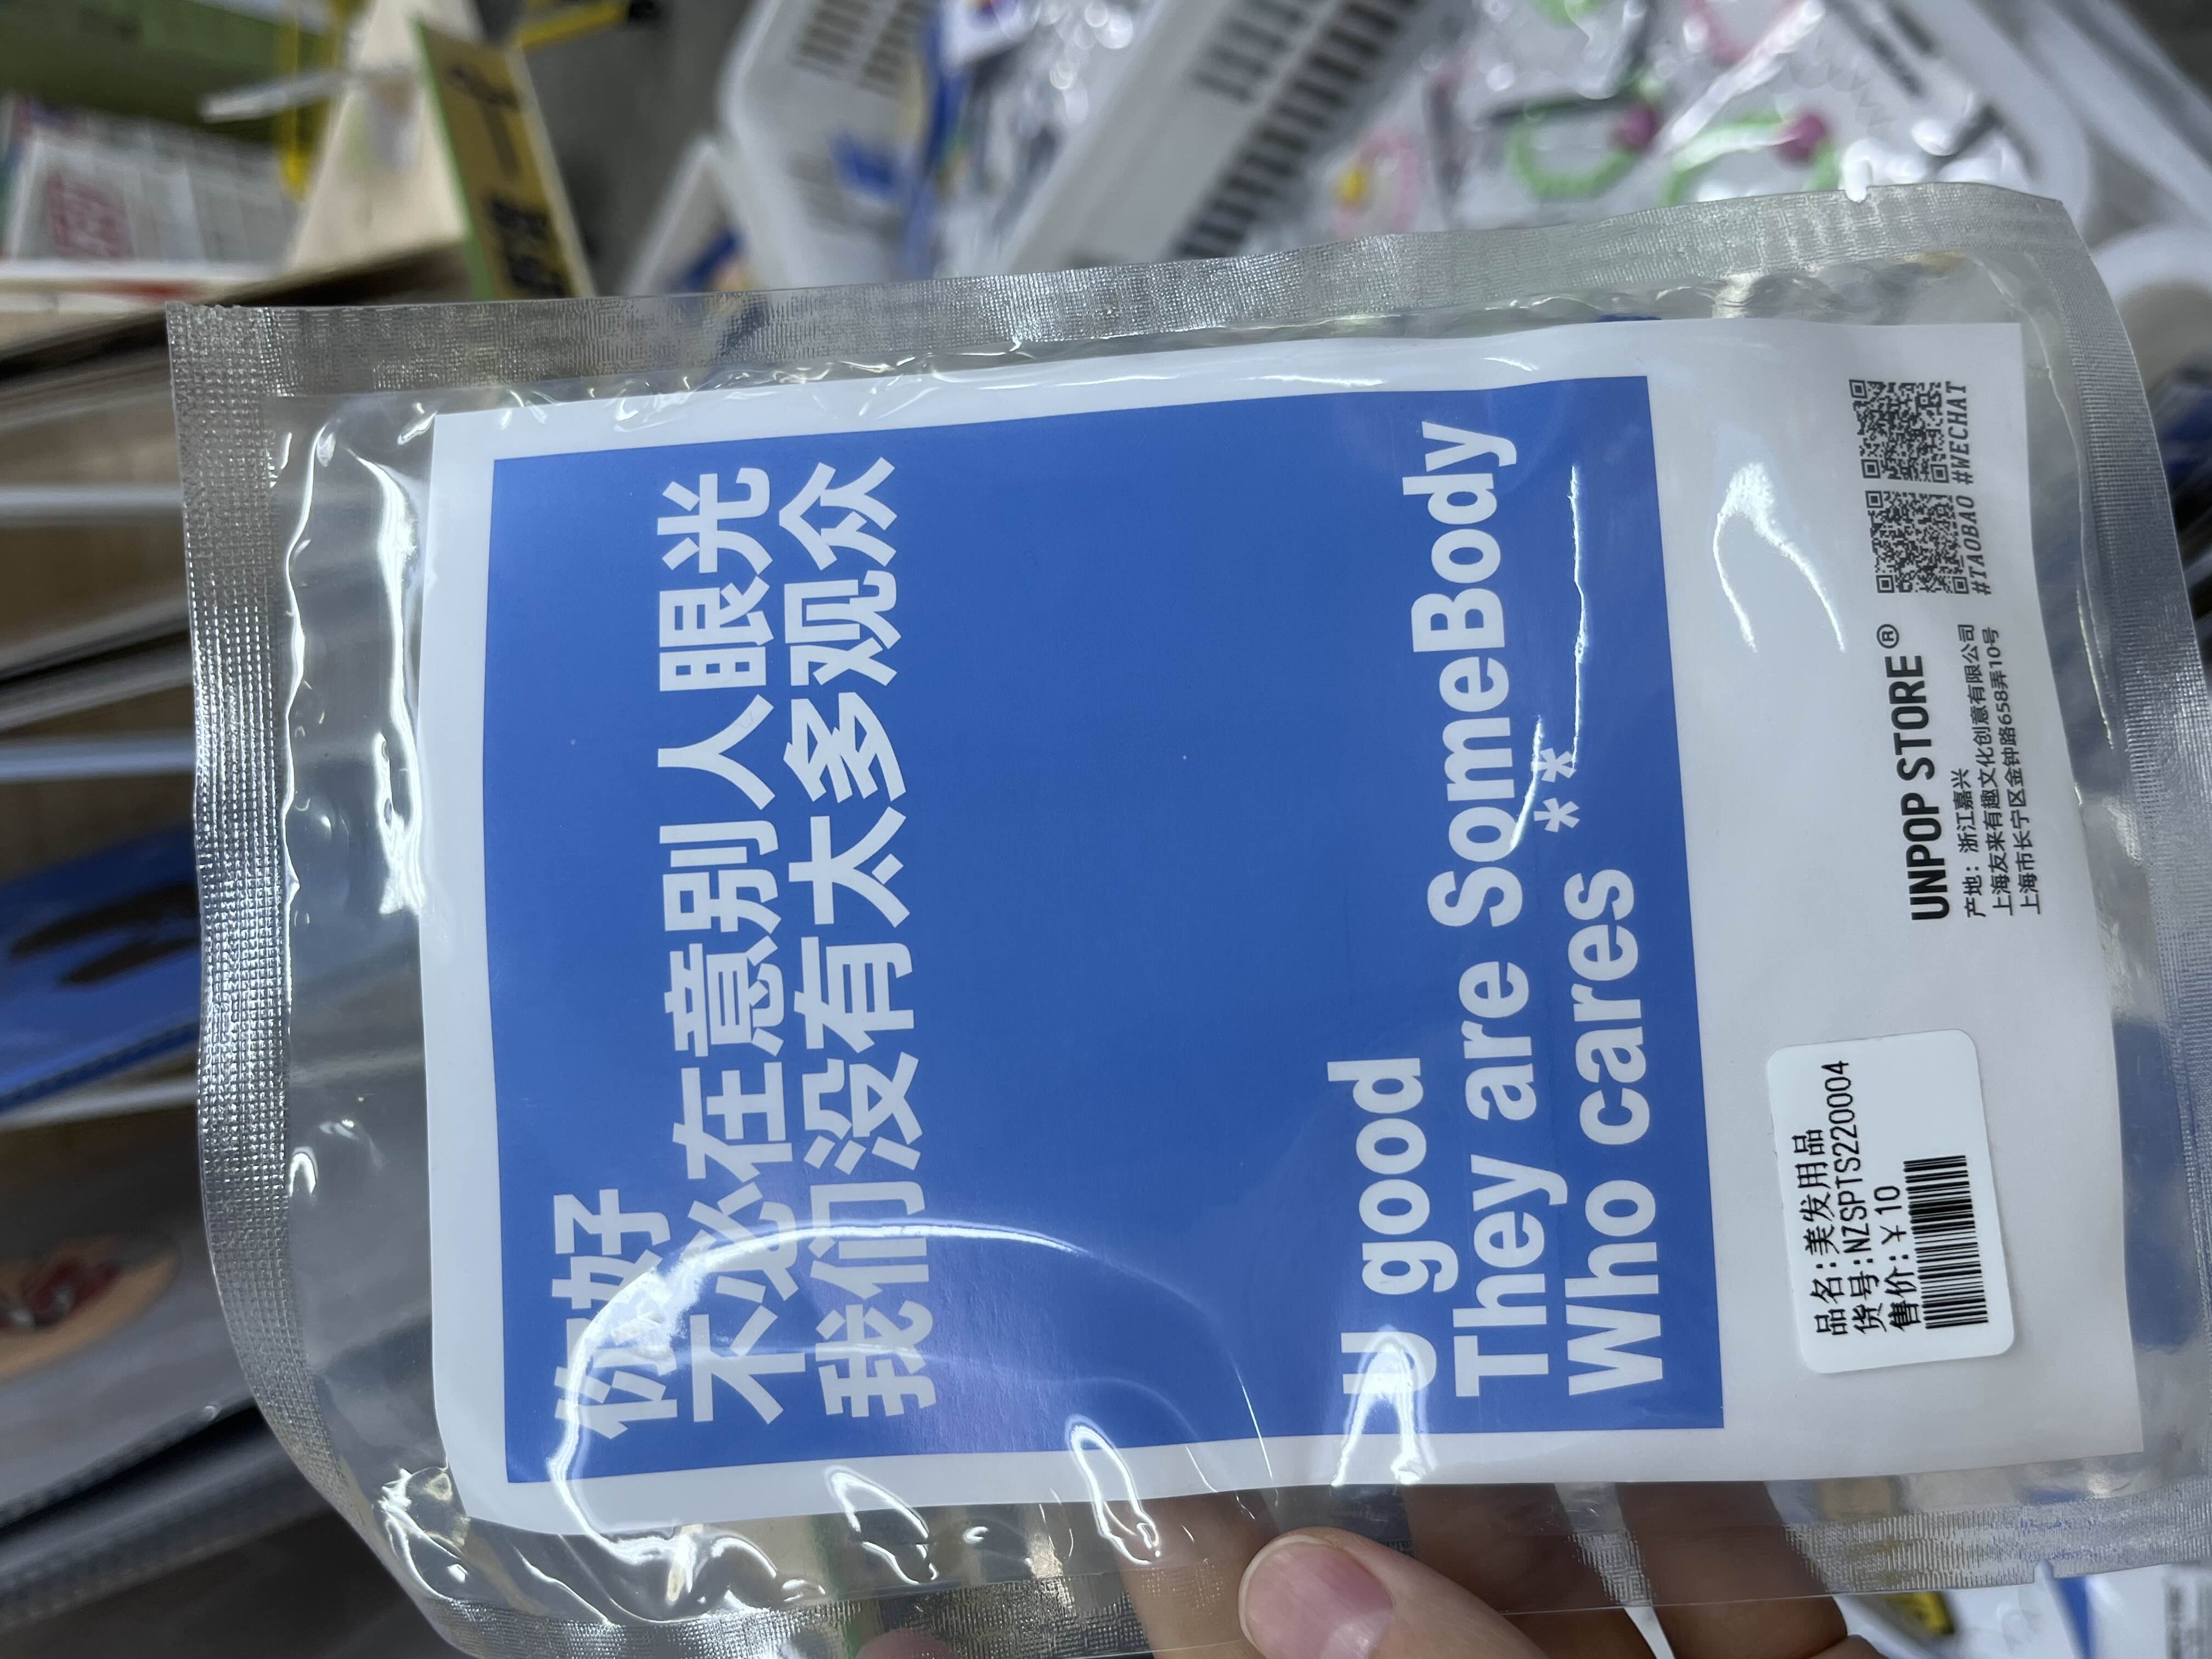 你好
不必在意别人眼光
我们没有太多观众
U good
They are SomeBody
**
Who cares
品名:美发用品
货号:NZSPTS220004
售价:¥10
UNPOP STORE®
产地：浙江嘉兴
上海友来有趣文化创意有限公司
上海市长宁区金钟路658弄10号
#TAOBAO #WECHAT